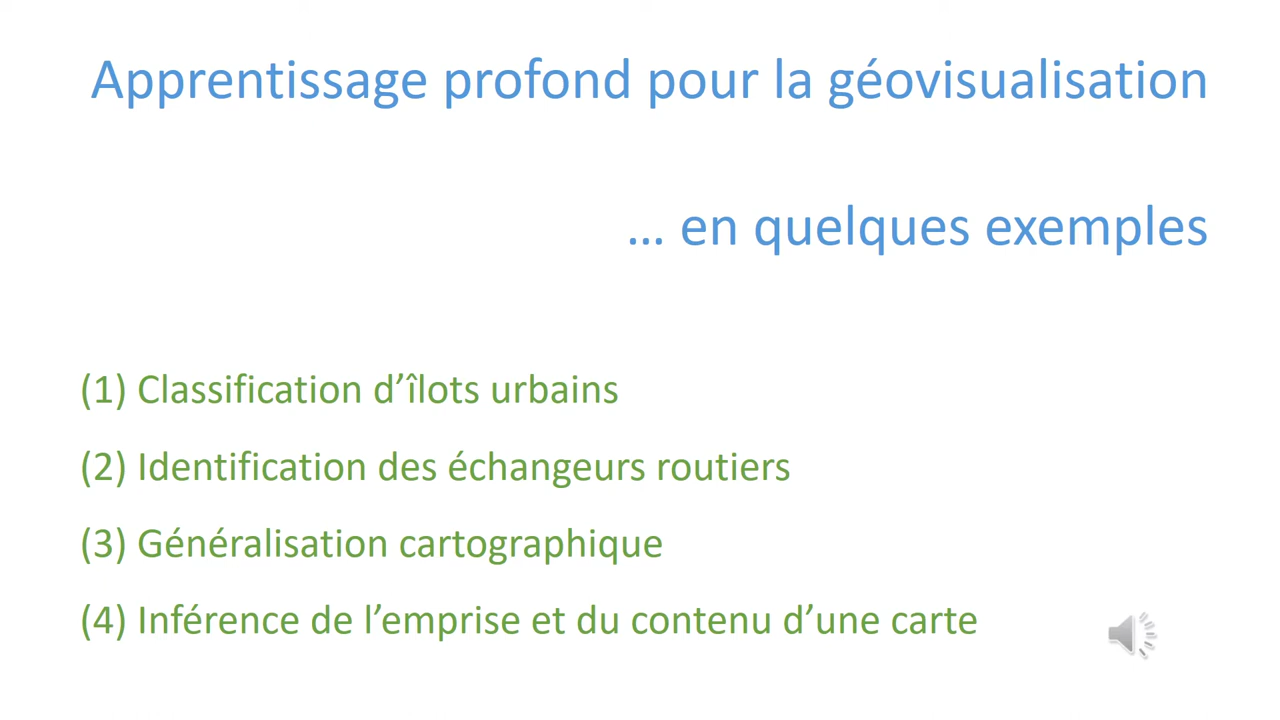 Apprentissage profond pour la géovisualisation
… en quelques exemples
(1) Classification d’îlots urbains
(2) Identification des échangeurs routiers
(3) Généralisation cartographique
(4) Inférence de l’emprise et du contenu d’une carte